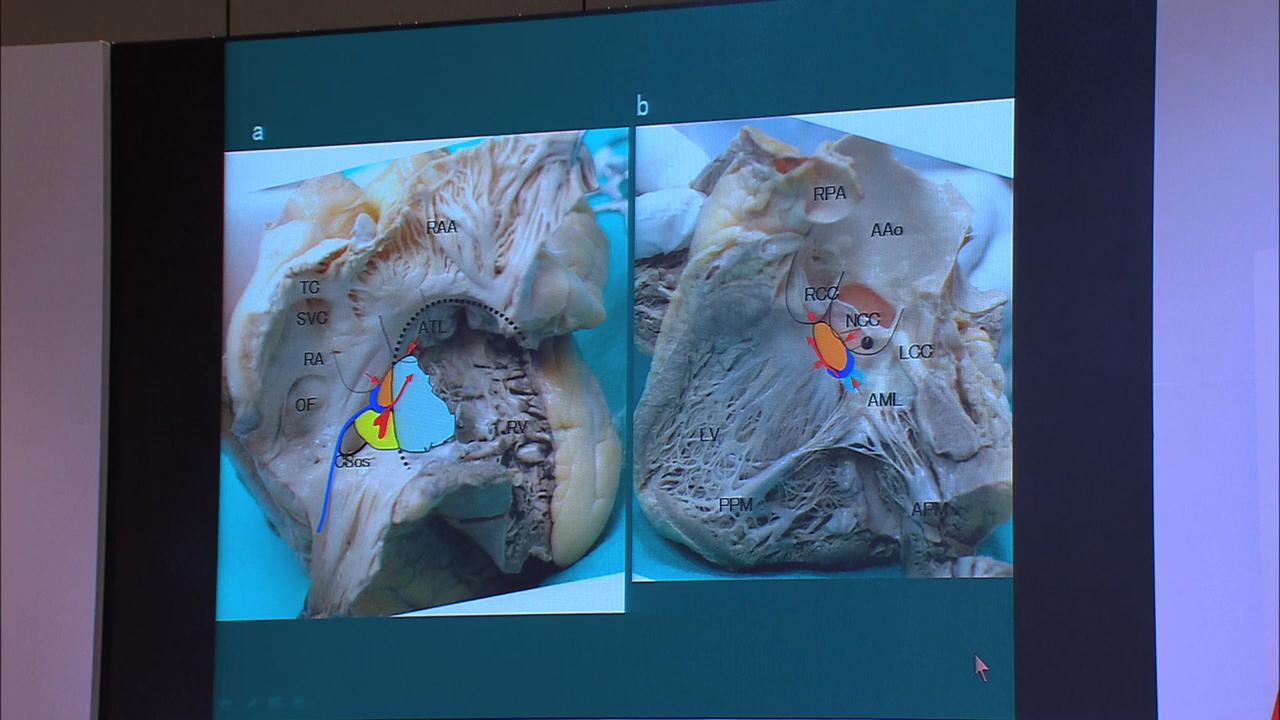 a
RAA
TC
SVC
ATL
RA
OF
RV
CSos
b
RPA
AAo
RCC
NCC
LCC
AML
LV
PPM
APM